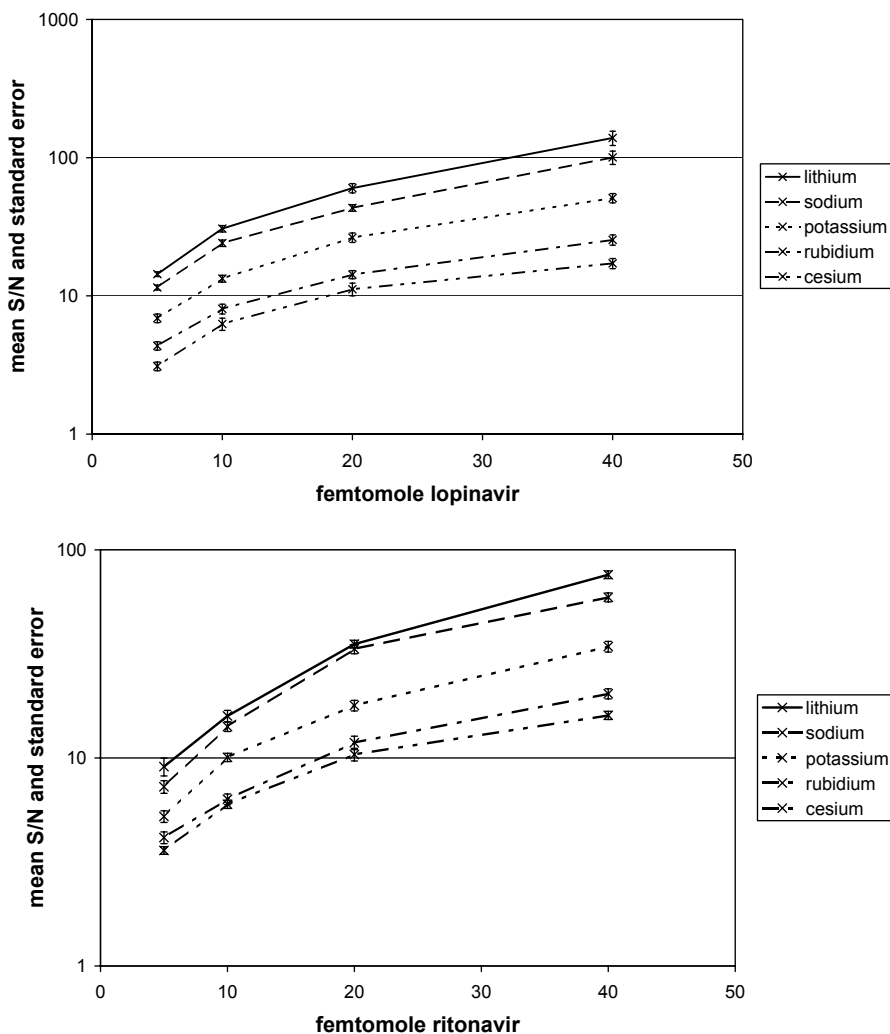 1000
100
10
1
mean S/N and standard error
0 10 20 30 40 50
femtomole lopinavir
lithium
sodium
potassium
rubidium
cesium
100
10
1
mean S/N and standard error
0 10 20 30 40 50
femtomole ritonavir
lithium
sodium
potassium
rubidium
cesium